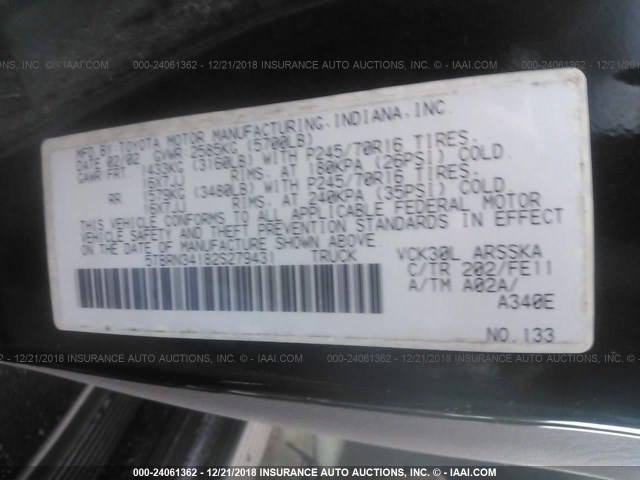 000-24061362 - 12/21/2018 INSURANCE AUTO AUCTIONS, INC. - © IAAI.COM
MFD.BY TOYOTA MOTOR MANUFACTURING.INDIANA.INC.
DATE 02/02 GVWR 2585KG (5700LB)
GAWR FRT 1433KG (3160LB) WITH P245/70R16 TIRES.
16X7JJ RIMS. AT 180KPA (26PSI) COLD.
RR 1579KG (3480LB) WITH P245/70R16 TIRES.
16X7JJ RIMS. AT 240KPA (35PSI) COLD.
THIS VEHICLE CONFORMS TO ALL APPLICABLE FEDERAL MOTOR
VEHICLE SAFETY AND THEFT PREVENTION STANDARDS IN EFFECT
ON THE DATE OF MANUFACTURE SHOWN ABOVE.
5TBRN34182S279431 TRUCK
VCK30L ARSSKA
C/TR 202/FE11
A/TM A02A/
A340E
NO.133
000-24061362 - 12/21/2018 INSURANCE AUTO AUCTIONS, INC. - © IAAI.COM
000-24061362 - 12/21/2018 INSURANCE AUTO AUCTIONS, INC. - © IAAI.COM